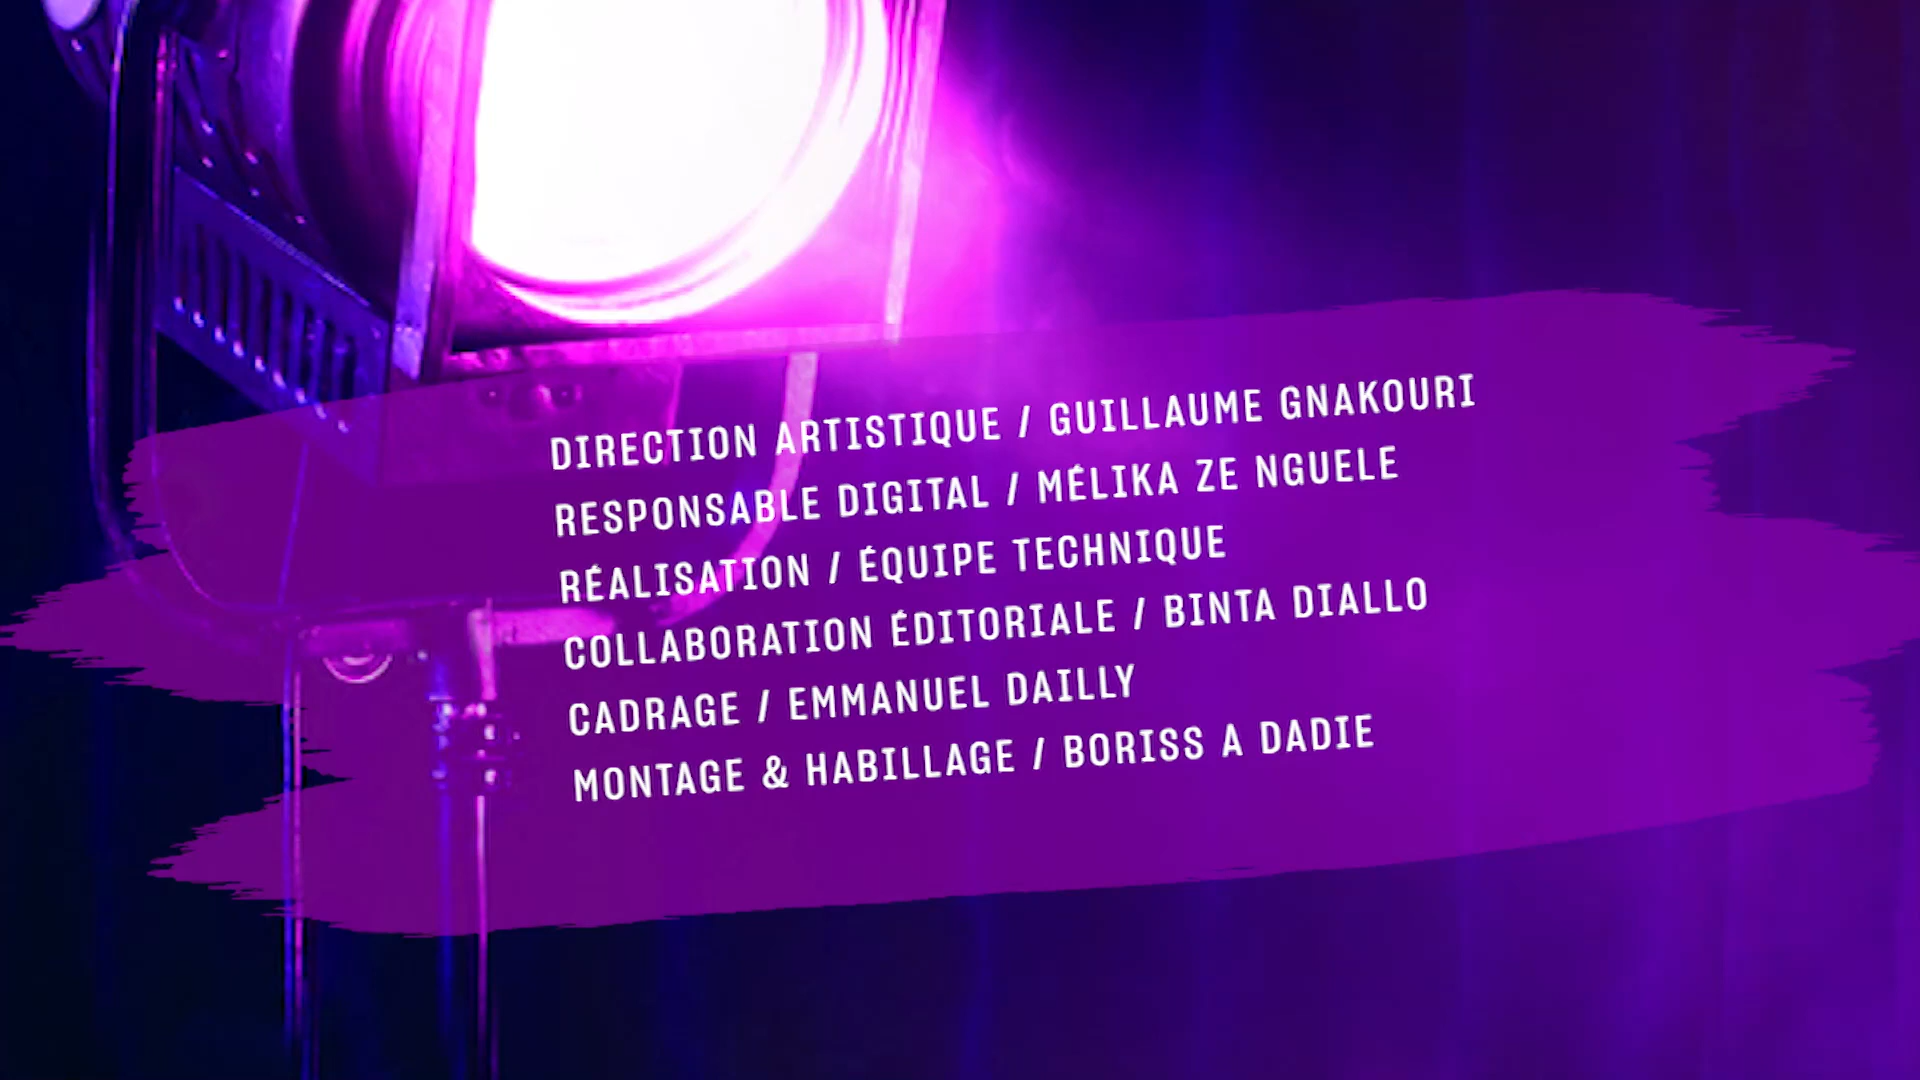 DIRECTION ARTISTIQUE / GUILLAUME GNAKOURI
RESPONSABLE DIGITAL / MÉLIKA ZE NGUELE
RÉALISATION / ÉQUIPE TECHNIQUE
COLLABORATION ÉDITORIALE / BINTA DIALLO
CADRAGE / EMMANUEL DAILLY
MONTAGE & HABILLAGE / BORISS A DADIE